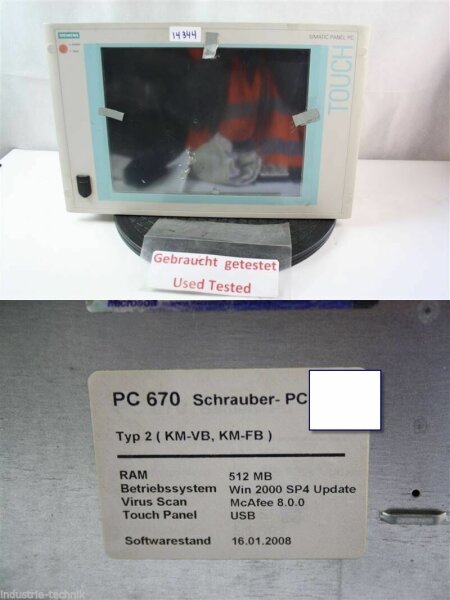 SIEMENS
14344
SIMATIC PANEL PC
TOUCH
Gebraucht getestet
Used Tested
Microsoft
PC 670 Schrauber- PC
Typ 2 ( KM-VB, KM-FB )
RAM 512 MB
Betriebssystem Win 2000 SP4 Update
Virus Scan McAfee 8.0.0
Touch Panel USB
Softwarestand 16.01.2008
industrie-technik